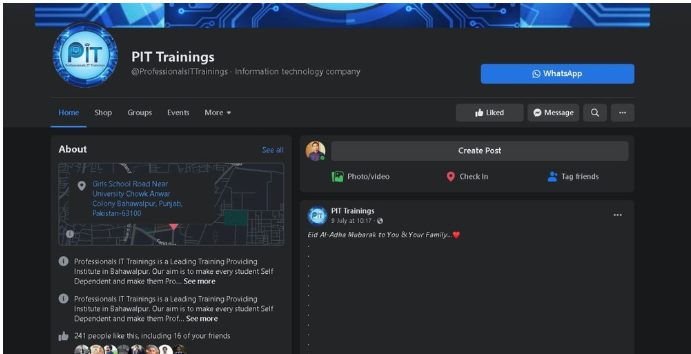 PIT
Professionals IT Trainings
PIT Trainings
@ProfessionalsITTrainings · Information technology company
WhatsApp
Home Shop Groups Events More
Liked Message
About See all
Girls School Road Near
University Chowk Anwar
Colony Bahawalpur, Punjab,
Pakistan-63100
Professionals IT Trainings is a Leading Training Providing
Institute in Bahawalpur. Our aim is to make every student Self
Dependent and make them Pro... See more
Professionals IT Trainings is a Leading Training Providing
Institute in Bahawalpur. Our aim is to make every student Self
Dependent and make them Prof... See more
241 people like this, including 16 of your friends
Create Post
Photo/video Check In Tag friends
PiT
PIT Trainings
9 July at 10:17 ·
Eid Al-Adha Mubarak to You & Your Family...❤️
.
.
.
.
.
.
.
.
.